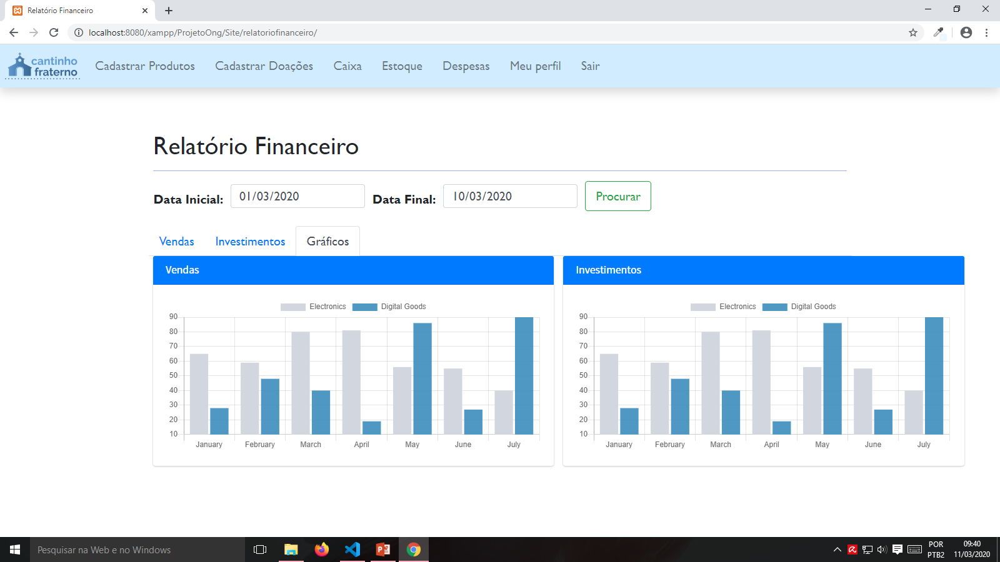 Relatório Financeiro
localhost:8080/xampp/ProjetoOng/Site/relatoriofinanceiro/
cantinho
fraterno
Cadastrar Produtos Cadastrar Doações Caixa Estoque Despesas Meu perfil Sair
Relatório Financeiro
Data Inicial: 01/03/2020 Data Final: 10/03/2020 Procurar
Vendas Investimentos Gráficos
Vendas
Electronics Digital Goods
90
80
70
60
50
40
30
20
10
January February March April May June July
Investimentos
Electronics Digital Goods
90
80
70
60
50
40
30
20
10
January February March April May June July
Pesquisar na Web e no Windows
POR
PTB2
09:40
11/03/2020